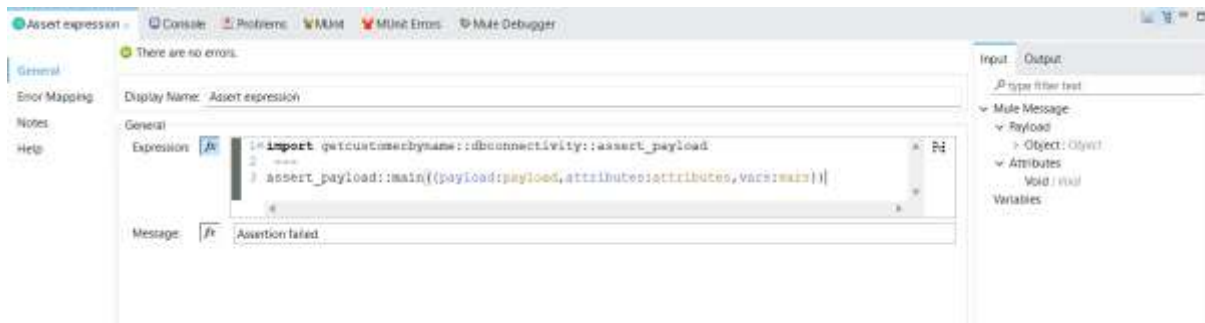 Assert expression
Console
Problems
MUnit
MUnit Errors
Mule Debugger
There are no errors.
General
Error Mapping
Notes
Help
Display Name: Assert expression
General
Expression: fx
1 import getcustomerbyname::dbconnectivity::assert_payload
2 ---
3 assert_payload::main({payload:payload,attributes:attributes,vars:vars})
Message: fx Assertion failed
Input Output
type filter text
Mule Message
Payload
Object : Object
Attributes
Void : Void
Variables